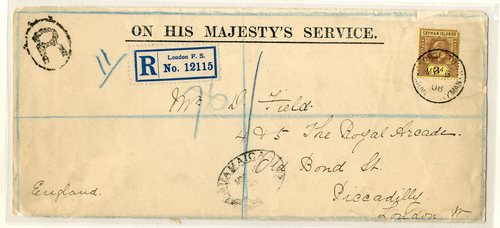 ON HIS MAJESTY'S SERVICE.
R
London F. S.
R No. 12115
CAYMAN ISLANDS
Mr D. Field.
4 & 5 The Royal Arcade.
Old Bond St.
Piccadilly
London W.
JAMAICA
England.